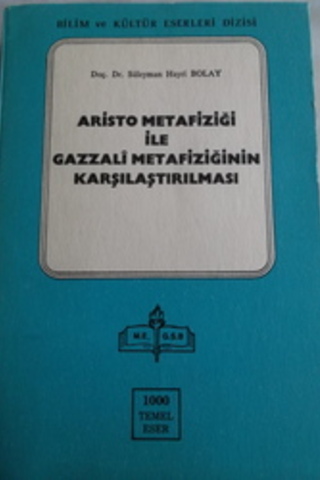 BİLİM ve KÜLTÜR ESERLERİ DİZİSİ
Doç. Dr. Süleyman Hayri BOLAY
ARİSTO METAFİZİĞİ
İLE
GAZZALÎ METAFİZİĞİNİN
KARŞILAŞTIRILMASI
M.E. G.S.B
1000
TEMEL
ESER